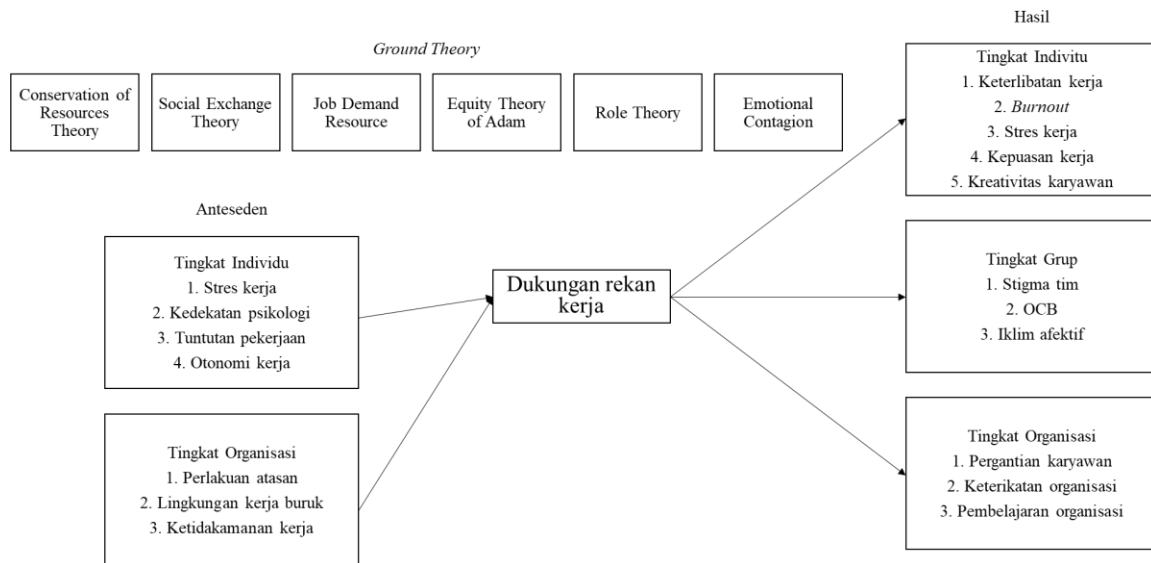 Ground Theory
Conservation of
Resources
Theory
Social Exchange
Theory
Job Demand
Resource
Equity Theory
of Adam
Role Theory
Emotional
Contagion
Anteseden
Tingkat Individu
1. Stres kerja
2. Kedekatan psikologi
3. Tuntutan pekerjaan
4. Otonomi kerja
Tingkat Organisasi
1. Perlakuan atasan
2. Lingkungan kerja buruk
3. Ketidakamanan kerja
Dukungan rekan
kerja
Hasil
Tingkat Indivitu
1. Keterlibatan kerja
2. Burnout
3. Stres kerja
4. Kepuasan kerja
5. Kreativitas karyawan
Tingkat Grup
1. Stigma tim
2. OCB
3. Iklim afektif
Tingkat Organisasi
1. Pergantian karyawan
2. Keterikatan organisasi
3. Pembelajaran organisasi